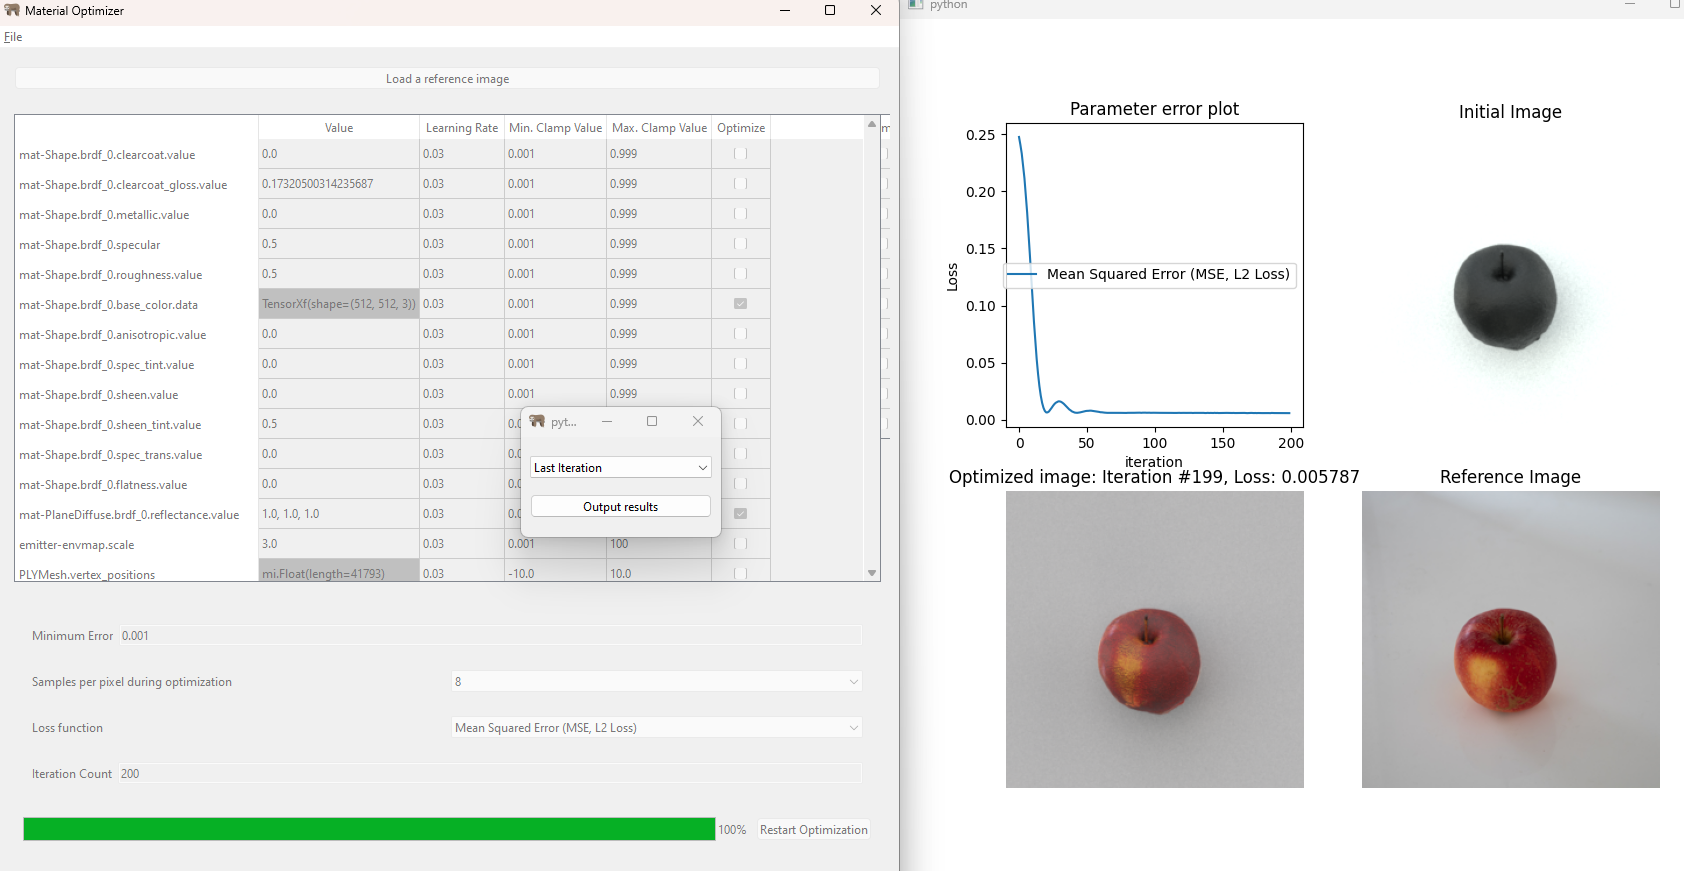 Material Optimizer
File
Load a reference image
Value Learning Rate Min. Clamp Value Max. Clamp Value Optimize
mat-Shape.brdf_0.clearcoat.value 0.0 0.03 0.001 0.999
mat-Shape.brdf_0.clearcoat_gloss.value 0.17320500314235687 0.03 0.001 0.999
mat-Shape.brdf_0.metallic.value 0.0 0.03 0.001 0.999
mat-Shape.brdf_0.specular 0.5 0.03 0.001 0.999
mat-Shape.brdf_0.roughness.value 0.5 0.03 0.001 0.999
mat-Shape.brdf_0.base_color.data TensorXf(shape=(512, 512, 3)) 0.03 0.001 0.999
mat-Shape.brdf_0.anisotropic.value 0.0 0.03 0.001 0.999
mat-Shape.brdf_0.spec_tint.value 0.0 0.03 0.001 0.999
mat-Shape.brdf_0.sheen.value 0.0 0.03 0.001 0.999
mat-Shape.brdf_0.sheen_tint.value 0.5 0.03
mat-Shape.brdf_0.spec_trans.value 0.0 0.03
mat-Shape.brdf_0.flatness.value 0.0 0.03
mat-PlaneDiffuse.brdf_0.reflectance.value 1.0, 1.0, 1.0 0.03
emitter-envmap.scale 3.0 0.03 0.001 100
PLYMesh.vertex_positions mi.Float(length=41793) 0.03 -10.0 10.0
pyt...
Last Iteration
Output results
Minimum Error 0.001
Samples per pixel during optimization 8
Loss function Mean Squared Error (MSE, L2 Loss)
Iteration Count 200
100% Restart Optimization
python
Parameter error plot
0.25
0.20
0.15
0.10
0.05
0.00
Loss
Mean Squared Error (MSE, L2 Loss)
0 50 100 150 200
iteration
Initial Image
Optimized image: Iteration #199, Loss: 0.005787
Reference Image